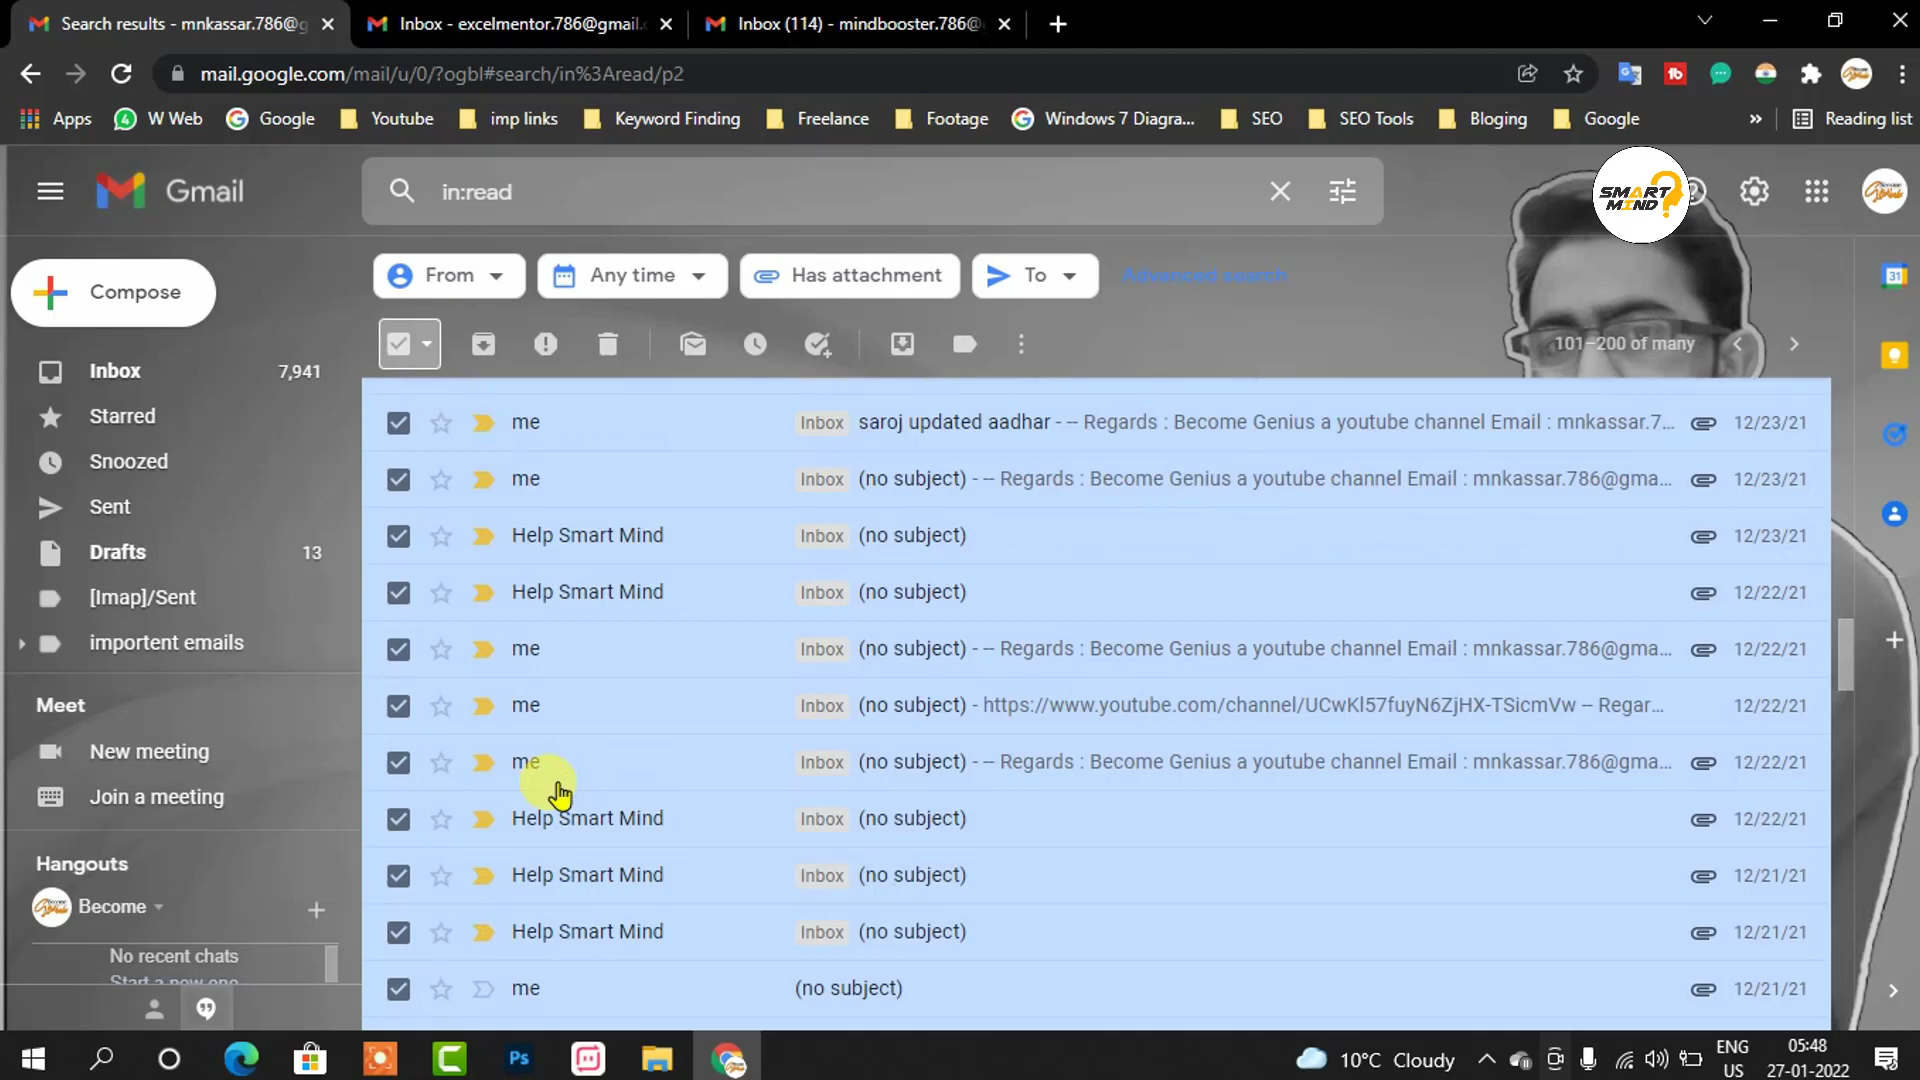 Search results - mnkassar.786@g
Inbox - excelmentor.786@gmail.
Inbox (114) - mindbooster.786@
mail.google.com/mail/u/0/?ogbl#search/in%3Aread/p2
Apps
W Web
Google
Youtube
imp links
Keyword Finding
Freelance
Footage
Windows 7 Diagra...
SEO
SEO Tools
Bloging
Google
»
Reading list
Gmail
in:read
SMART MIND
Compose
From
Any time
Has attachment
To
Advanced search
101–200 of many
Inbox 7,941
Starred
Snoozed
Sent
Drafts 13
[Imap]/Sent
importent emails
Meet
New meeting
Join a meeting
Hangouts
Become
No recent chats
Start a new one
me Inbox saroj updated aadhar - -- Regards : Become Genius a youtube channel Email : mnkassar.7... 12/23/21
me Inbox (no subject) - -- Regards : Become Genius a youtube channel Email : mnkassar.786@gma... 12/23/21
Help Smart Mind Inbox (no subject) 12/23/21
Help Smart Mind Inbox (no subject) 12/22/21
me Inbox (no subject) - -- Regards : Become Genius a youtube channel Email : mnkassar.786@gma... 12/22/21
me Inbox (no subject) - https://www.youtube.com/channel/UCwKl57fuyN6ZjHX-TSicmVw -- Regar... 12/22/21
me Inbox (no subject) - -- Regards : Become Genius a youtube channel Email : mnkassar.786@gma... 12/22/21
Help Smart Mind Inbox (no subject) 12/22/21
Help Smart Mind Inbox (no subject) 12/21/21
Help Smart Mind Inbox (no subject) 12/21/21
me (no subject) 12/21/21
10°C Cloudy
ENG
US
05:48
27-01-2022